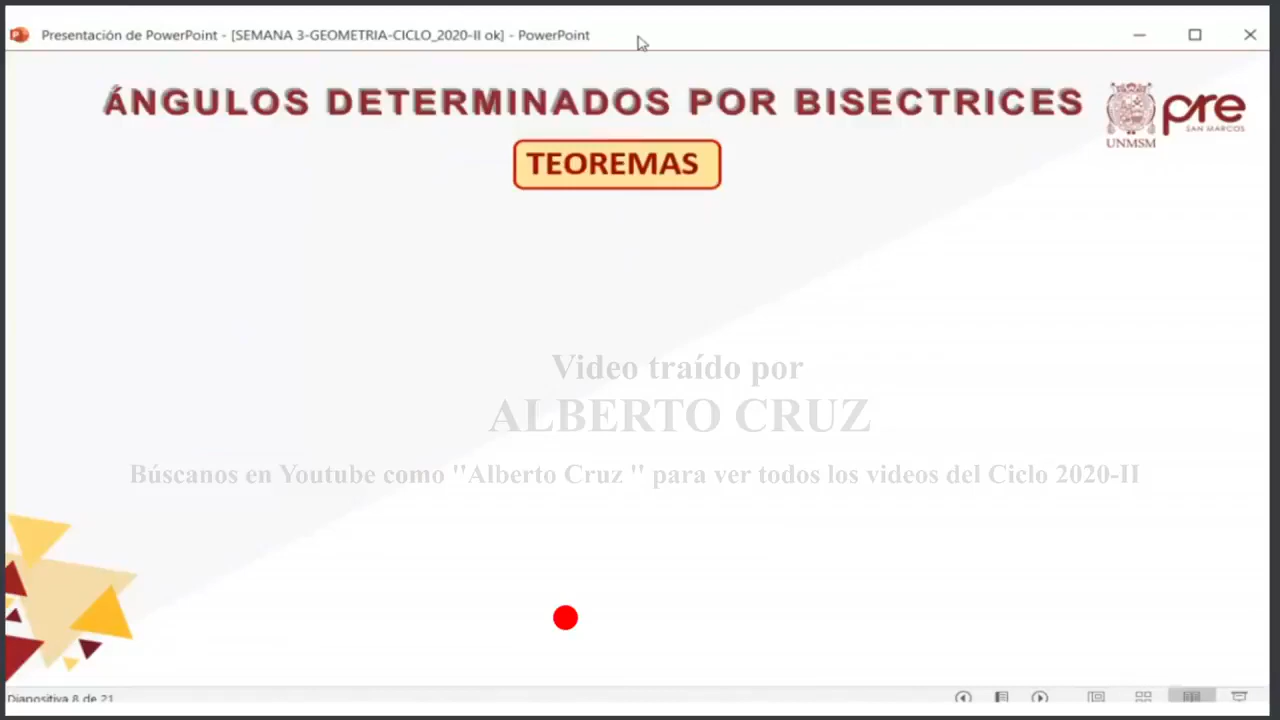 Presentación de PowerPoint - [SEMANA 3-GEOMETRIA-CICLO_2020-II ok] - PowerPoint
ÁNGULOS DETERMINADOS POR BISECTRICES
UNMSM
pre
SAN MARCOS
TEOREMAS
Video traído por
ALBERTO CRUZ
Búscanos en Youtube como "Alberto Cruz " para ver todos los videos del Ciclo 2020-II
Diapositiva 8 de 21